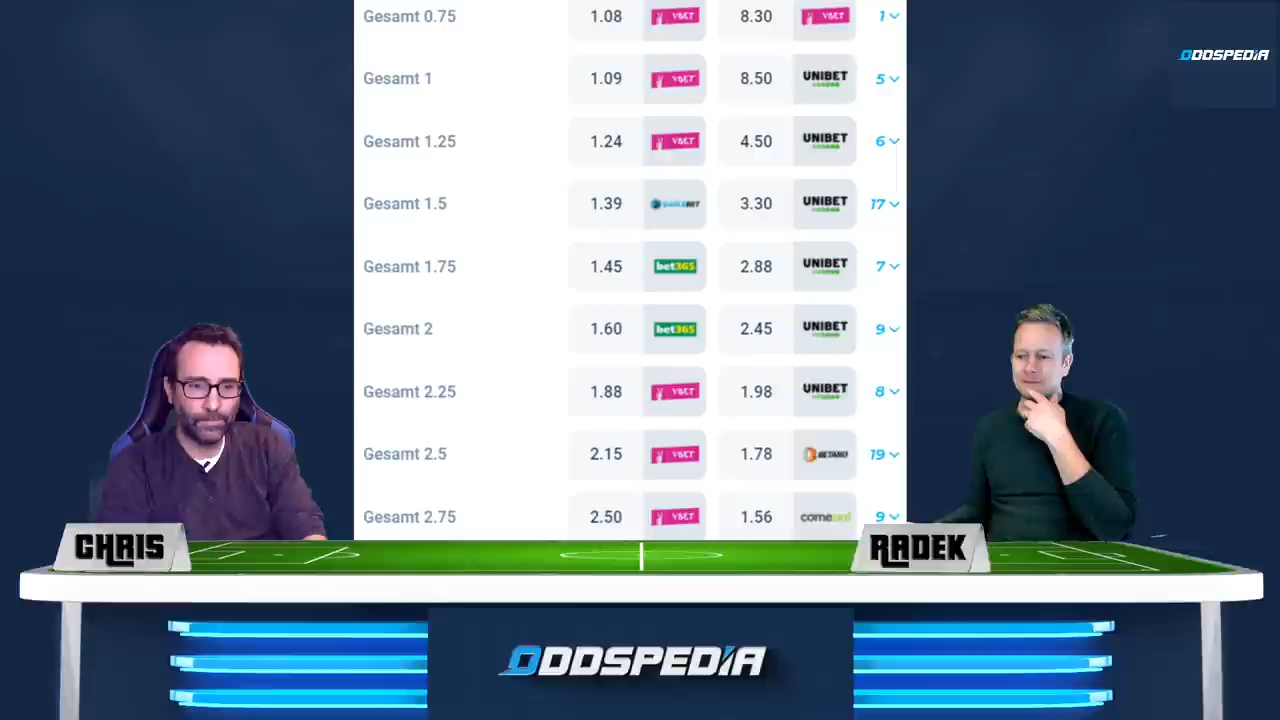 Gesamt 0.75 1.08 VBET 8.30 VBET 1
ODDSPEDIA
Gesamt 1 1.09 VBET 8.50 UNIBET 5
Gesamt 1.25 1.24 VBET 4.50 UNIBET 6
Gesamt 1.5 1.39 3.30 UNIBET 17
Gesamt 1.75 1.45 bet365 2.88 UNIBET 7
Gesamt 2 1.60 bet365 2.45 UNIBET 9
Gesamt 2.25 1.88 VBET 1.98 UNIBET 8
Gesamt 2.5 2.15 VBET 1.78 BETANO 19
Gesamt 2.75 2.50 VBET 1.56 9
CHRIS
RADEK
ODDSPEDIA